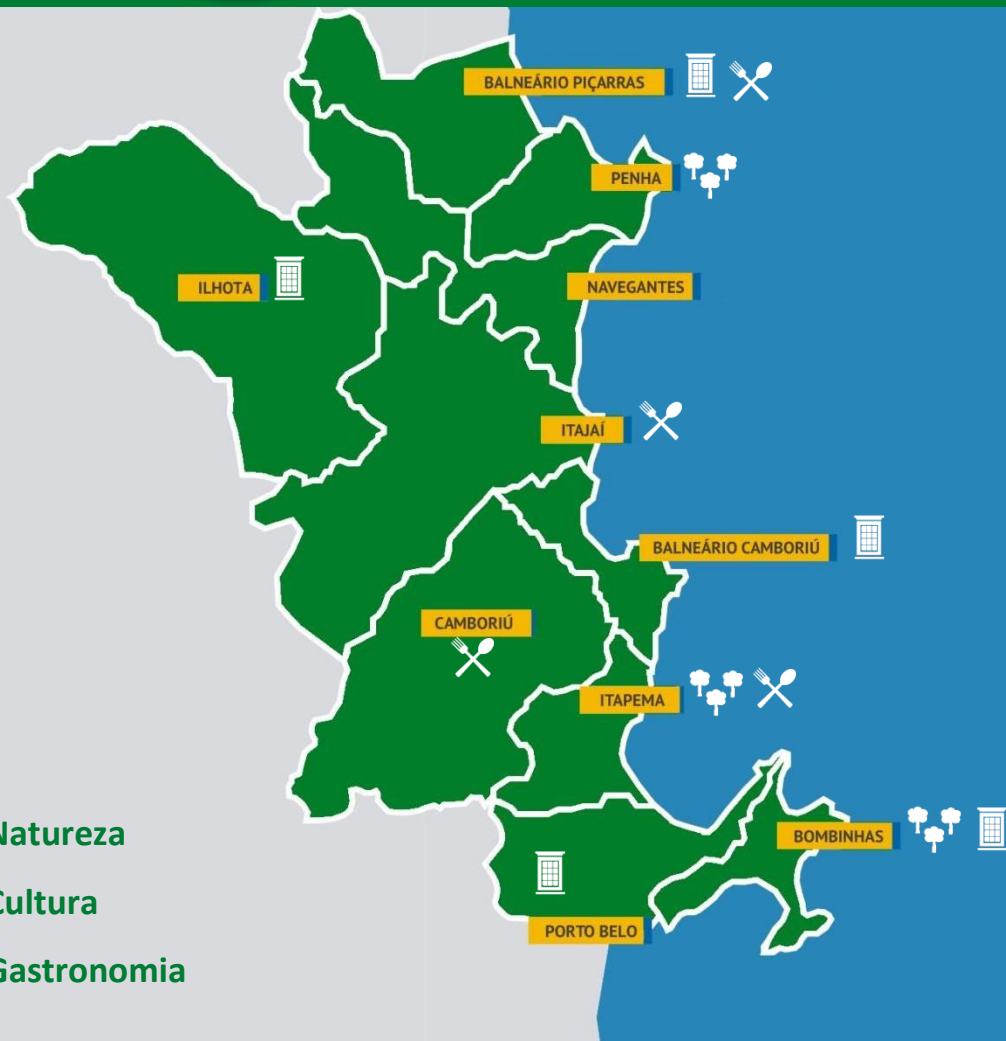 BALNEÁRIO PIÇARRAS
PENHA
ILHOTA
NAVEGANTES
ITAJAÍ
BALNEÁRIO CAMBORIÚ
CAMBORIÚ
ITAPEMA
BOMBINHAS
PORTO BELO
Natureza
Cultura
Gastronomia